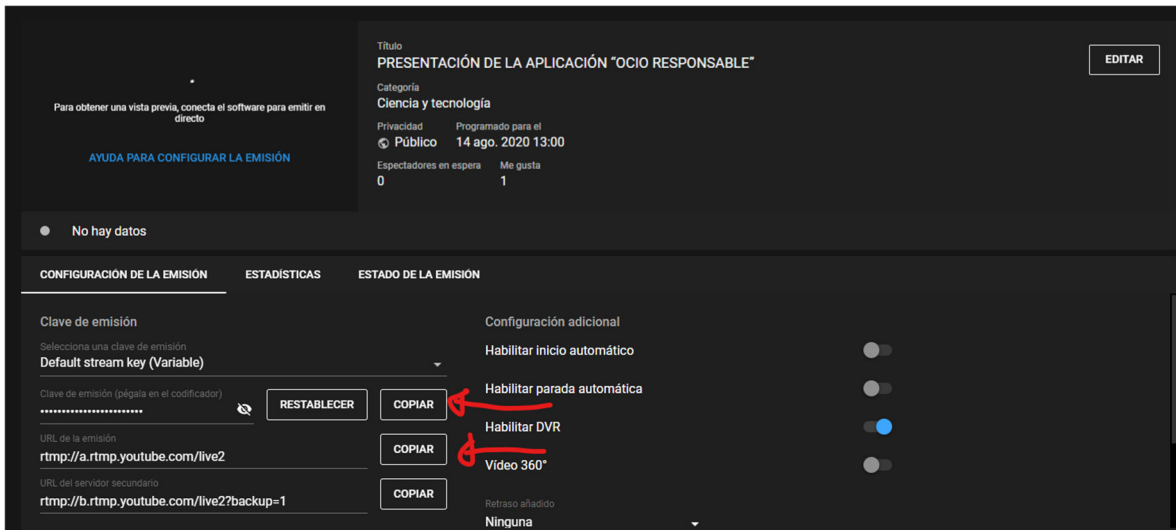 Para obtener una vista previa, conecta el software para emitir en
directo
AYUDA PARA CONFIGURAR LA EMISIÓN
Título
PRESENTACIÓN DE LA APLICACIÓN “OCIO RESPONSABLE”
EDITAR
Categoría
Ciencia y tecnología
Privacidad Programado para el
Público 14 ago. 2020 13:00
Espectadores en espera Me gusta
0 1
No hay datos
CONFIGURACIÓN DE LA EMISIÓN ESTADÍSTICAS ESTADO DE LA EMISIÓN
Clave de emisión
Selecciona una clave de emisión
Default stream key (Variable)
Clave de emisión (pégala en el codificador)
••••••••••••••••••••••••
RESTABLECER COPIAR
URL de la emisión
rtmp://a.rtmp.youtube.com/live2
COPIAR
URL del servidor secundario
rtmp://b.rtmp.youtube.com/live2?backup=1
COPIAR
Configuración adicional
Habilitar inicio automático
Habilitar parada automática
Habilitar DVR
Vídeo 360°
Retraso añadido
Ninguna